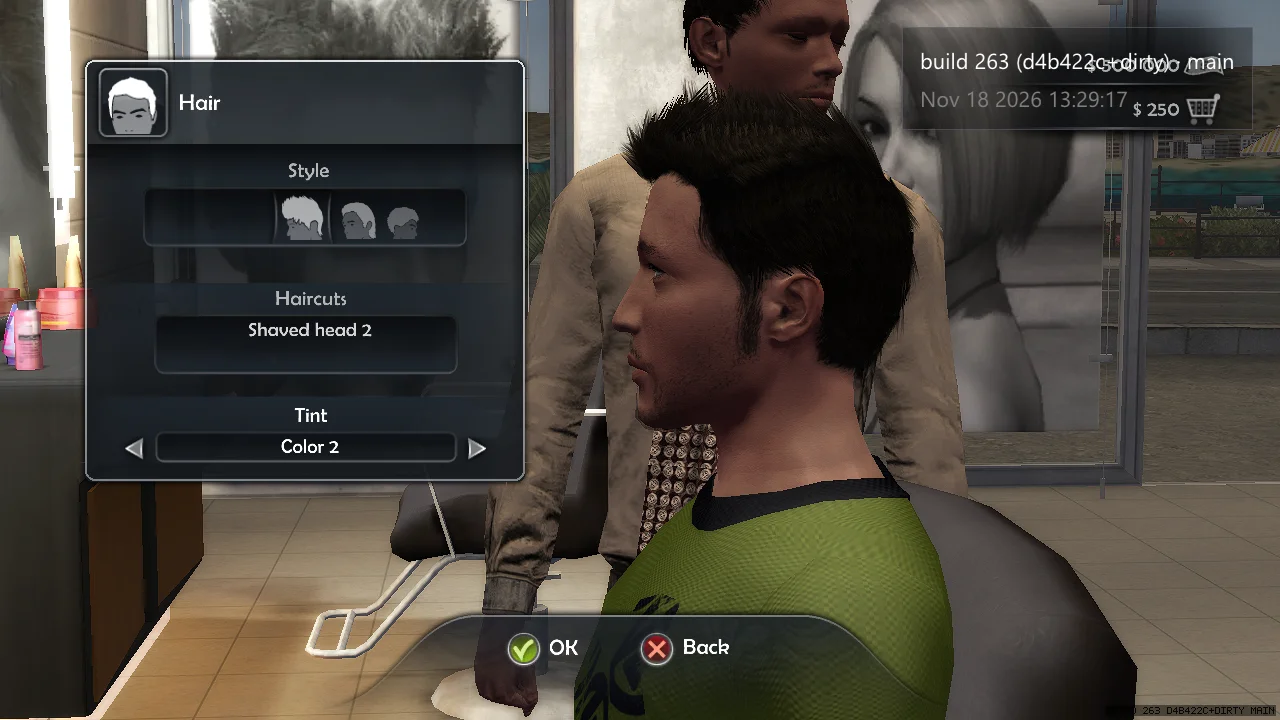 Hair
Style
Haircuts
Shaved head 2
Tint
Color 2
OK
Back
build 263 (d4b422c+dirty) · main
Nov 18 2026 13:29:17
$ 250
263 D4B422C+DIRTY MAIN